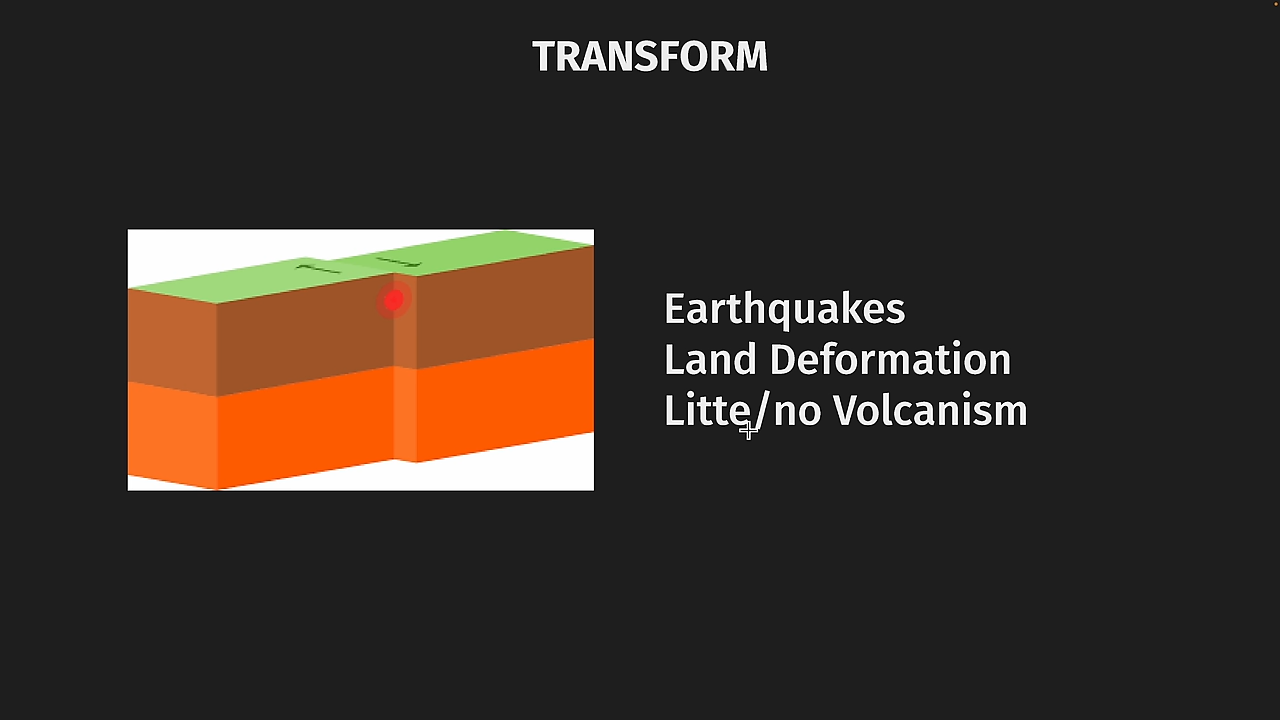 TRANSFORM
Earthquakes
Land Deformation
Litte/no Volcanism